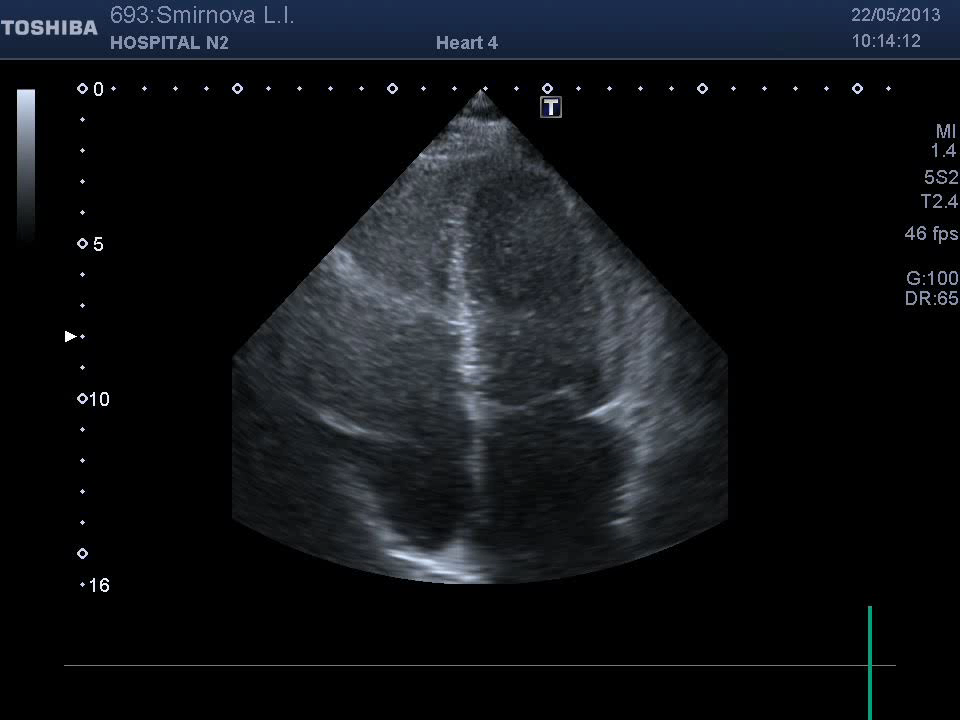 TOSHIBA
693:Smirnova L.I.
HOSPITAL N2
Heart 4
22/05/2013
10:14:12
0
T
5
10
16
MI
1.4
5S2
T2.4
46 fps
G:100
DR:65